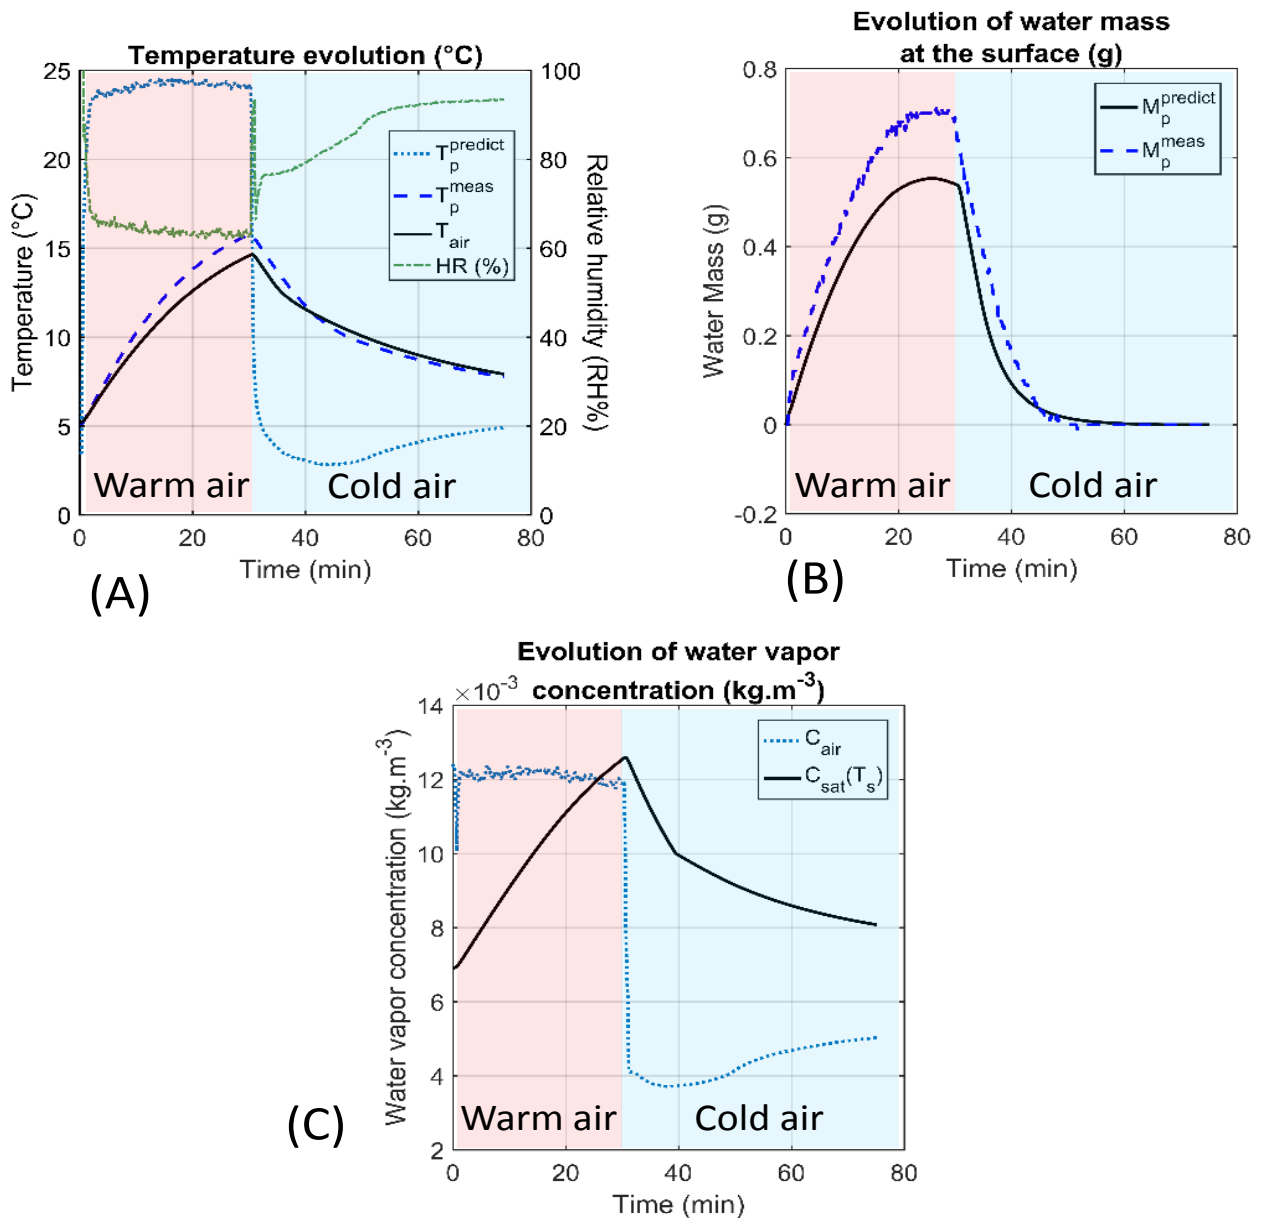 Temperature evolution (°C)
25
20
15
10
5
0
Temperature (°C)
100
80
60
40
20
0
Relative humidity (RH%)
T_p^predict
T_p^meas
T_air
HR (%)
Warm air
Cold air
0 20 40 60 80
Time (min)
(A)
Evolution of water mass
at the surface (g)
0.8
0.6
0.4
0.2
0
-0.2
Water Mass (g)
M_p^predict
M_p^meas
Warm air
Cold air
0 20 40 60 80
Time (min)
(B)
Evolution of water vapor
concentration (kg.m^-3)
×10^-3
14
12
10
8
6
4
2
Water vapor concentration (kg.m^-3)
C_air
C_sat(T_s)
Warm air
Cold air
0 20 40 60 80
Time (min)
(C)